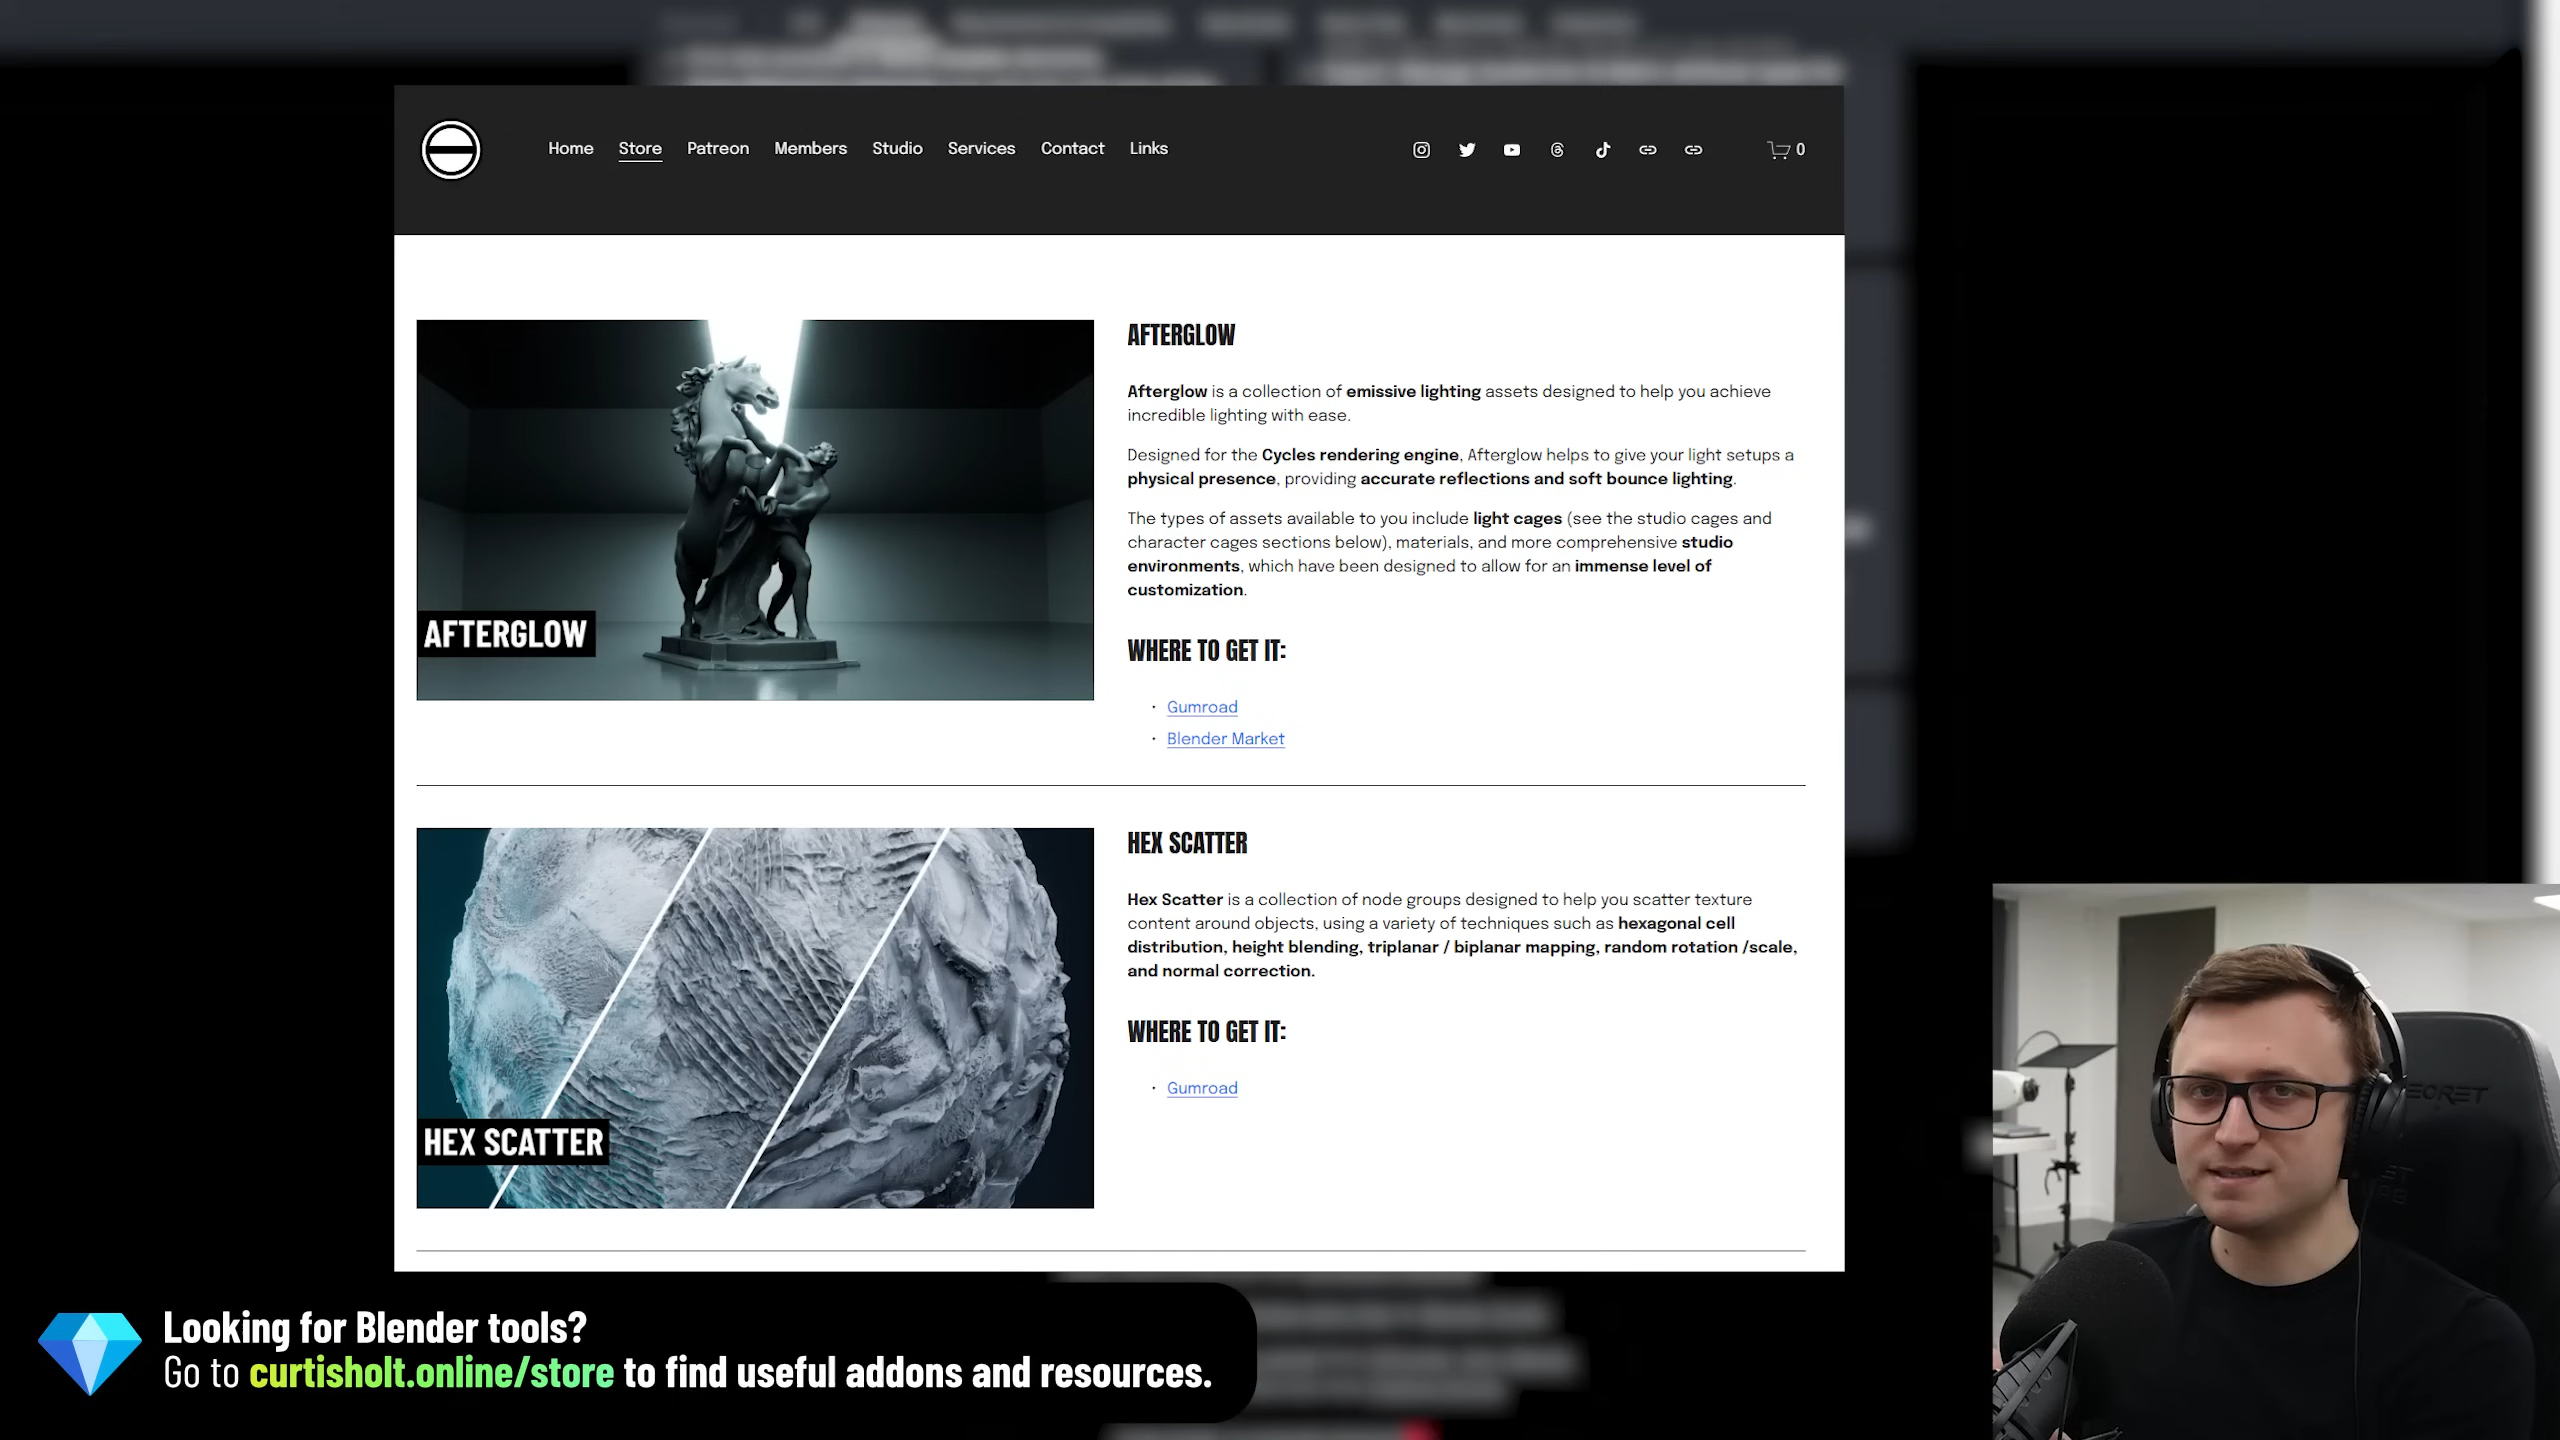 Home Store Patreon Members Studio Services Contact Links
0
AFTERGLOW
Afterglow is a collection of emissive lighting assets designed to help you achieve
incredible lighting with ease.
Designed for the Cycles rendering engine, Afterglow helps to give your light setups a
physical presence, providing accurate reflections and soft bounce lighting.
The types of assets available to you include light cages (see the studio cages and
character cages sections below), materials, and more comprehensive studio
environments, which have been designed to allow for an immense level of
customization.
AFTERGLOW
WHERE TO GET IT:
• Gumroad
• Blender Market
HEX SCATTER
Hex Scatter is a collection of node groups designed to help you scatter texture
content around objects, using a variety of techniques such as hexagonal cell
distribution, height blending, triplanar / biplanar mapping, random rotation /scale,
and normal correction.
WHERE TO GET IT:
• Gumroad
HEX SCATTER
Looking for Blender tools?
Go to curtisholt.online/store to find useful addons and resources.